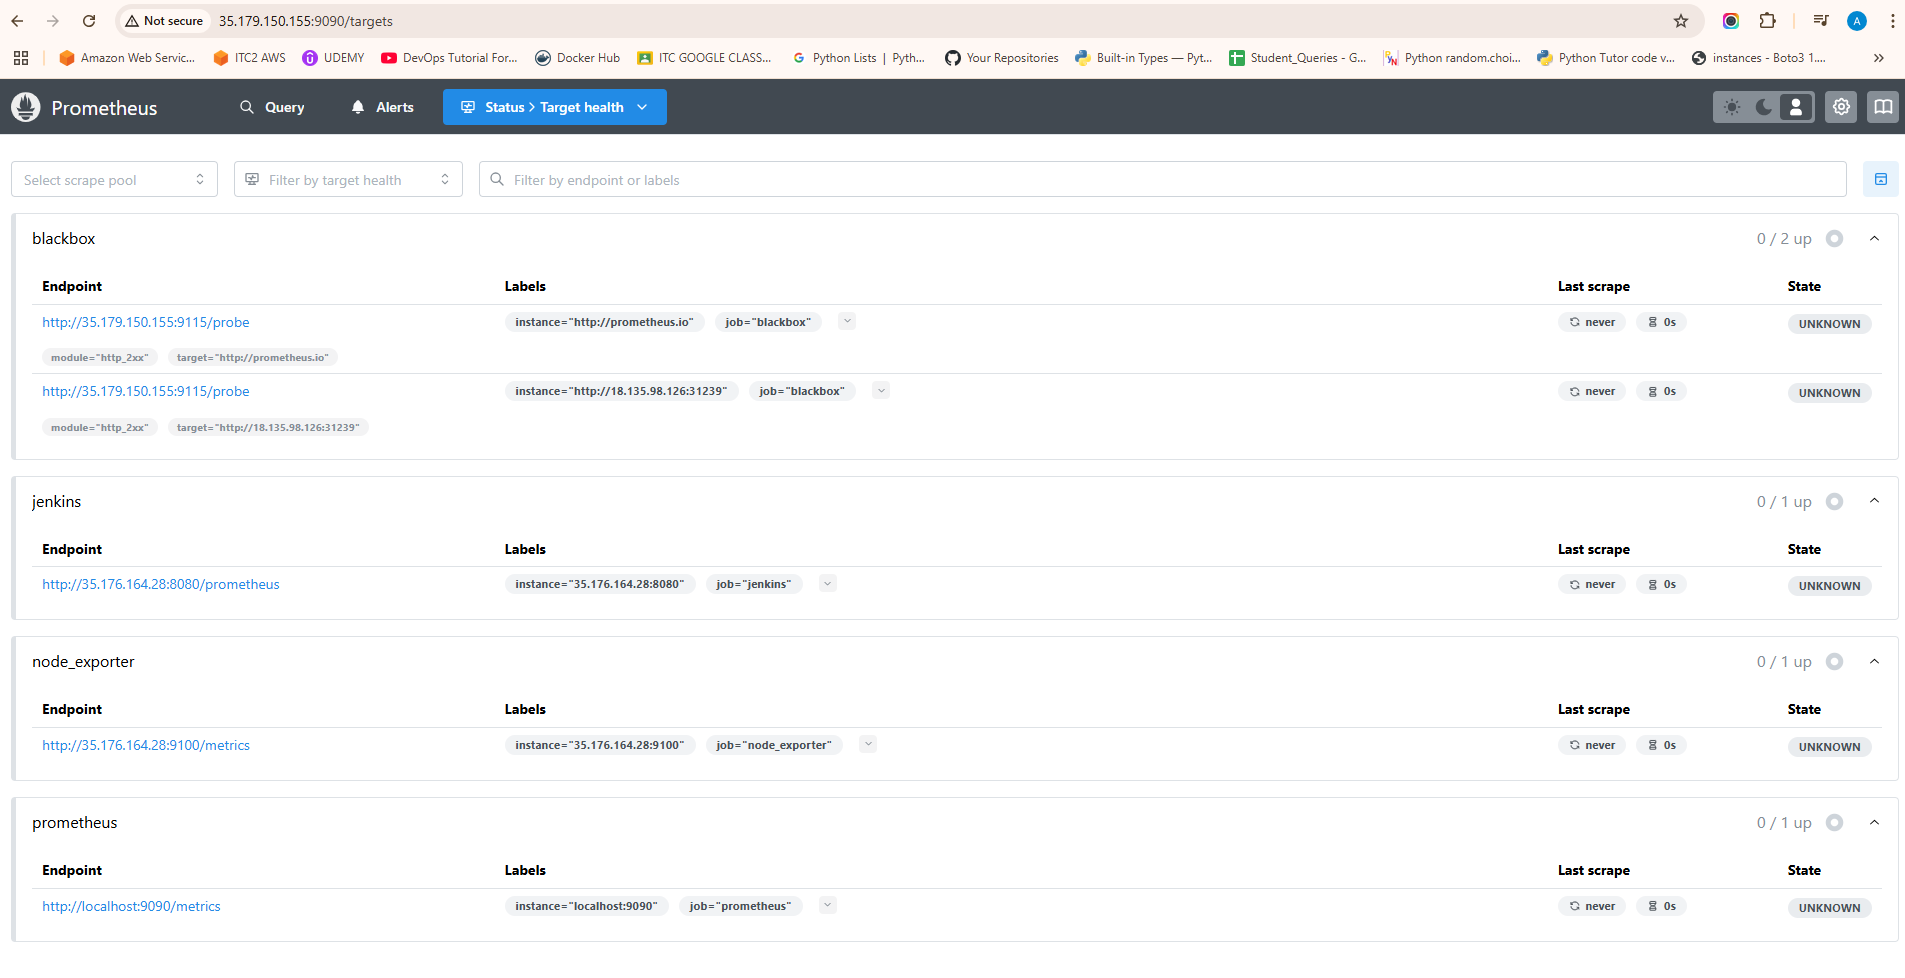 Not secure 35.179.150.155:9090/targets A
Amazon Web Servic... ITC2 AWS UDEMY DevOps Tutorial For... Docker Hub ITC GOOGLE CLASS... Python Lists | Pyth... Your Repositories Built-in Types — Pyt... Student_Queries - G... Python random.choi... Python Tutor code v... instances - Boto3 1....
Prometheus Query Alerts Status > Target health
Select scrape pool Filter by target health Filter by endpoint or labels
blackbox 0 / 2 up
Endpoint Labels Last scrape State
http://35.179.150.155:9115/probe instance="http://prometheus.io" job="blackbox" never 0s UNKNOWN
module="http_2xx" target="http://prometheus.io"
http://35.179.150.155:9115/probe instance="http://18.135.98.126:31239" job="blackbox" never 0s UNKNOWN
module="http_2xx" target="http://18.135.98.126:31239"
jenkins 0 / 1 up
Endpoint Labels Last scrape State
http://35.176.164.28:8080/prometheus instance="35.176.164.28:8080" job="jenkins" never 0s UNKNOWN
node_exporter 0 / 1 up
Endpoint Labels Last scrape State
http://35.176.164.28:9100/metrics instance="35.176.164.28:9100" job="node_exporter" never 0s UNKNOWN
prometheus 0 / 1 up
Endpoint Labels Last scrape State
http://localhost:9090/metrics instance="localhost:9090" job="prometheus" never 0s UNKNOWN